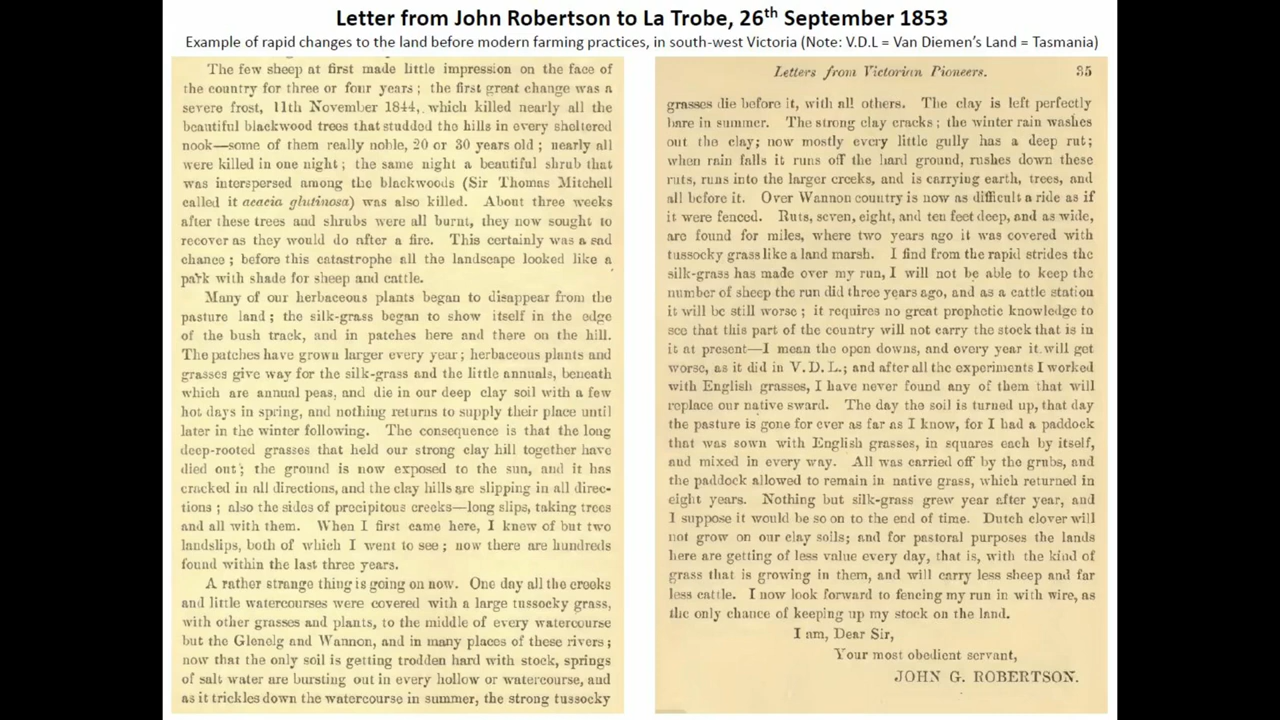 Letter from John Robertson to La Trobe, 26th September 1853
Example of rapid changes to the land before modern farming practices, in south-west Victoria (Note: V.D.L = Van Diemen's Land = Tasmania)
The few sheep at first made little impression on the face of
the country for three or four years; the first great change was a
severe frost, 11th November 1844, which killed nearly all the
beautiful blackwood trees that studded the hills in every sheltered
nook—some of them really noble, 20 or 30 years old; nearly all
were killed in one night; the same night a beautiful shrub that
was interspersed among the blackwoods (Sir Thomas Mitchell
called it acacia glutinosa) was also killed. About three weeks
after these trees and shrubs were all burnt, they now sought to
recover as they would do after a fire. This certainly was a sad
chance; before this catastrophe all the landscape looked like a
park with shade for sheep and cattle.
Many of our herbaceous plants began to disappear from the
pasture land; the silk-grass began to show itself in the edge
of the bush track, and in patches here and there on the hill.
The patches have grown larger every year; herbaceous plants and
grasses give way for the silk-grass and the little annuals, beneath
which are annual peas, and die in our deep clay soil with a few
hot days in spring, and nothing returns to supply their place until
later in the winter following. The consequence is that the long
deep-rooted grasses that held our strong clay hill together have
died out; the ground is now exposed to the sun, and it has
cracked in all directions, and the clay hills are slipping in all direc-
tions; also the sides of precipitous creeks—long slips, taking trees
and all with them. When I first came here, I knew of but two
landslips, both of which I went to see; now there are hundreds
found within the last three years.
A rather strange thing is going on now. One day all the creeks
and little watercourses were covered with a large tussocky grass,
with other grasses and plants, to the middle of every watercourse
but the Glenelg and Wannon, and in many places of these rivers;
now that the only soil is getting trodden hard with stock, springs
of salt water are bursting out in every hollow or watercourse, and
as it trickles down the watercourse in summer, the strong tussocky
Letters from Victorian Pioneers. 35
grasses die before it, with all others. The clay is left perfectly
bare in summer. The strong clay cracks; the winter rain washes
out the clay; now mostly every little gully has a deep rut;
when rain falls it runs off the hard ground, rushes down these
ruts, runs into the larger creeks, and is carrying earth, trees, and
all before it. Over Wannon country is now as difficult a ride as if
it were fenced. Ruts, seven, eight, and ten feet deep, and as wide,
are found for miles, where two years ago it was covered with
tussocky grass like a land marsh. I find from the rapid strides the
silk-grass has made over my run, I will not be able to keep the
number of sheep the run did three years ago, and as a cattle station
it will be still worse; it requires no great prophetic knowledge to
see that this part of the country will not carry the stock that is in
it at present—I mean the open downs, and every year it will get
worse, as it did in V. D. L.; and after all the experiments I worked
with English grasses, I have never found any of them that will
replace our native sward. The day the soil is turned up, that day
the pasture is gone for ever as far as I know, for I had a paddock
that was sown with English grasses, in squares each by itself,
and mixed in every way. All was carried off by the grubs, and
the paddock allowed to remain in native grass, which returned in
eight years. Nothing but silk-grass grew year after year, and
I suppose it would be so on to the end of time. Dutch clover will
not grow on our clay soils; and for pastoral purposes the lands
here are getting of less value every day, that is, with the kind of
grass that is growing in them, and will carry less sheep and far
less cattle. I now look forward to fencing my run in with wire, as
the only chance of keeping up my stock on the land.
I am, Dear Sir,
Your most obedient servant,
JOHN G. ROBERTSON.